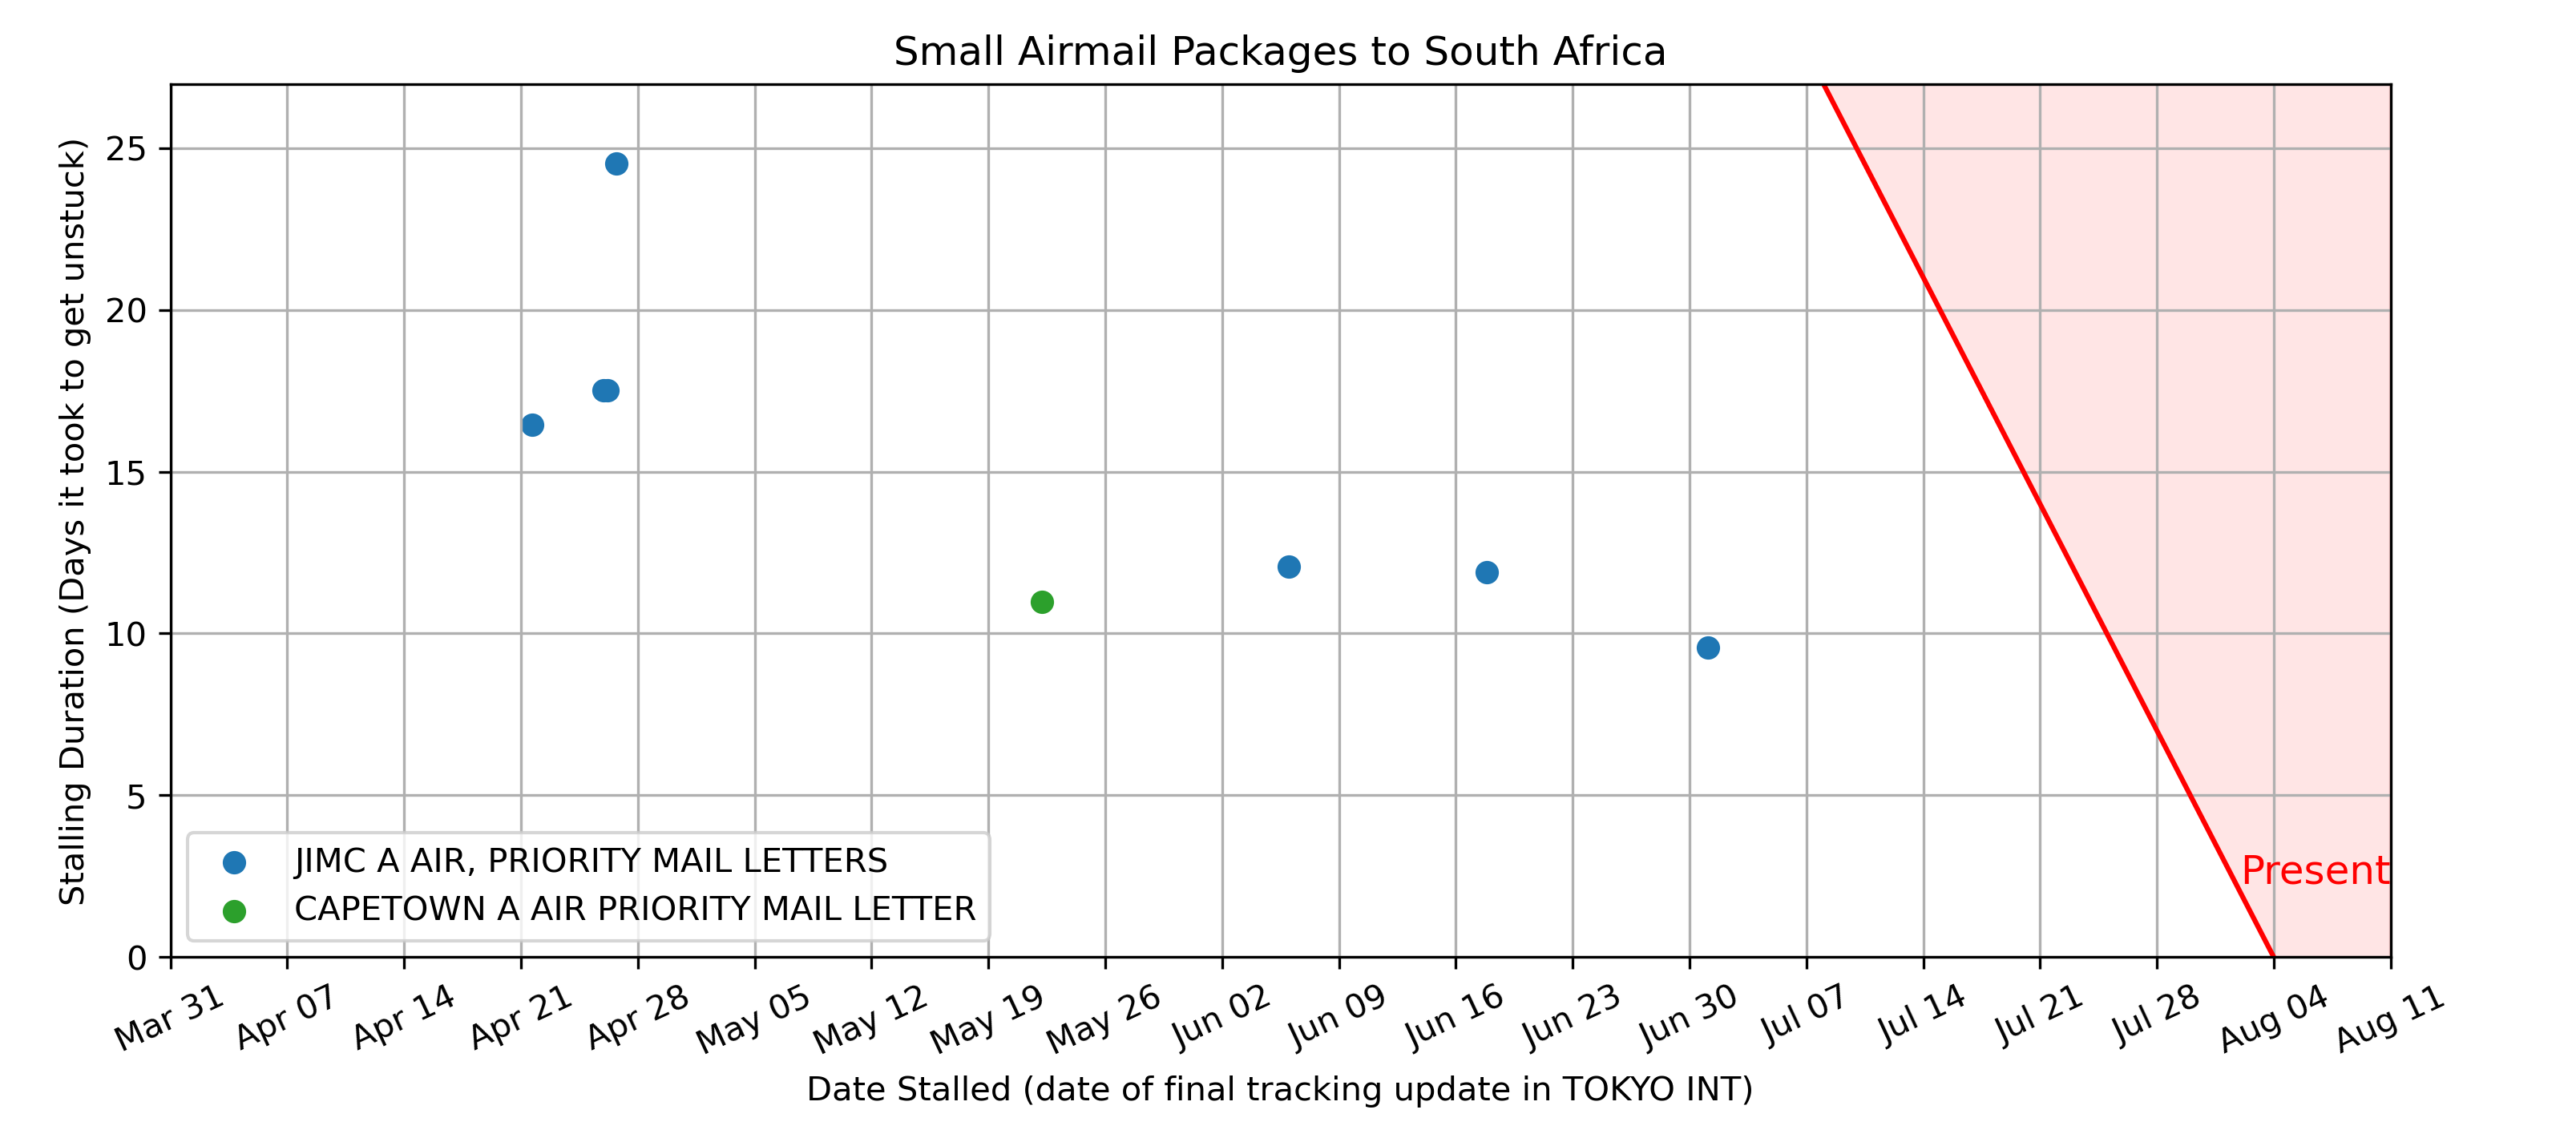 Small Airmail Packages to South Africa
Stalling Duration (Days it took to get unstuck)
25
20
15
10
5
0
JIMC A AIR, PRIORITY MAIL LETTERS
CAPETOWN A AIR PRIORITY MAIL LETTER
Present
Mar 31 Apr 07 Apr 14 Apr 21 Apr 28 May 05 May 12 May 19 May 26 Jun 02 Jun 09 Jun 16 Jun 23 Jun 30 Jul 07 Jul 14 Jul 21 Jul 28 Aug 04 Aug 11
Date Stalled (date of final tracking update in TOKYO INT)